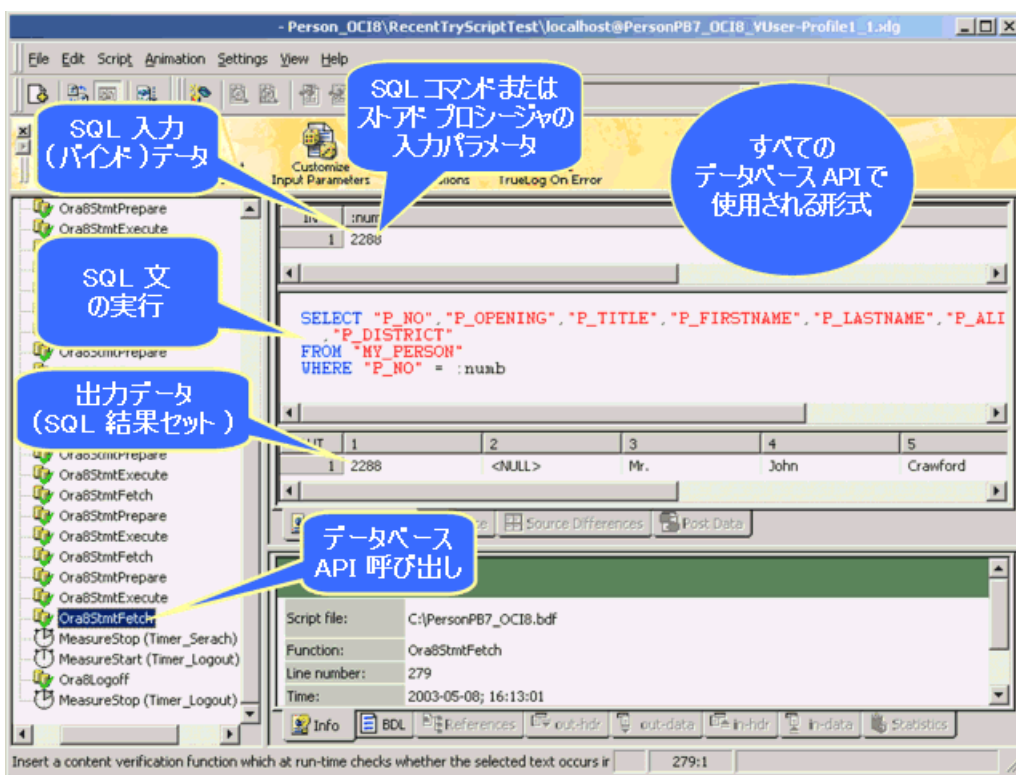 - Person_OCI8\RecentTryScriptTest\localhost@PersonPB7_OCI8_VUser-Profile1_1.xlg
File Edit Script Animation Settings View Help
SQL コマンドまたは
ストアド プロシージャの
入力パラメータ
SQL 入力
(バインド)データ
すべての
データベース API で
使用される形式
Customize
Input Parameters
TrueLog On Error
Ora8StmtPrepare
Ora8StmtExecute
:num
1 2288
SQL 文
の実行
SELECT "P_NO","P_OPENING","P_TITLE","P_FIRSTNAME","P_LASTNAME","P_ALI
,"P_DISTRICT"
FROM "MY_PERSON"
WHERE "P_NO" = :numb
Ora8StmtPrepare
出力データ
(SQL 結果セット)
1 2 3 4 5
1 2288 <NULL> Mr. John Crawford
Ora8StmtPrepare
Ora8StmtExecute
Ora8StmtFetch
Ora8StmtPrepare
Ora8StmtExecute
Ora8StmtFetch
Ora8StmtPrepare
Ora8StmtExecute
Ora8StmtFetch
MeasureStop (Timer_Serach)
MeasureStart (Timer_Logout)
Ora8Logoff
MeasureStop (Timer_Logout)
Source Differences Post Data
データベース
API 呼び出し
Script file: C:\PersonPB7_OCI8.bdf
Function: Ora8StmtFetch
Line number: 279
Time: 2003-05-08; 16:13:01
Info BDL References out-hdr out-data in-hdr in-data Statistics
Insert a content verification function which at run-time checks whether the selected text occurs ir 279:1